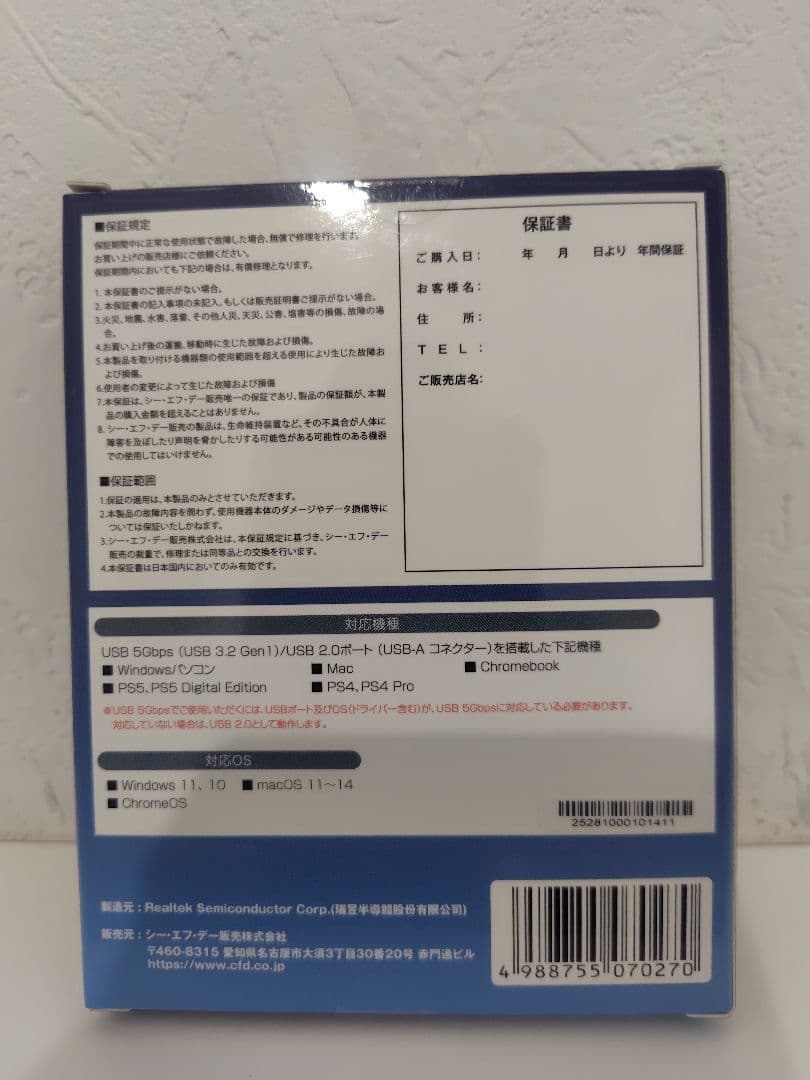 ■保証規定
保証期間中に正常な使用状態で故障した場合、無償で修理を行います。
お買い上げの販売店様にご依頼ください。
保証期間内においても下記の場合は、有償修理となります。
1. 本保証書のご提示がない場合。
2. 本保証書の記入事項の未記入、もしくは販売証明書ご提示がない場合。
3.火災、地震、水害、落雷、その他人災、天災、公害、塩害等の損傷、故障の場
合。
4.お買い上げ後の運搬、移動時に生じた故障および損傷。
5.本製品を取り付ける機器類の使用範囲を超える使用により生じた故障お
よび損傷。
6.使用者の変更によって生じた故障および損傷
7.本保証は、シー・エフ・デー販売唯一の保証であり、製品の保証額が、本製
品の購入金額を超えることはありません。
8. シー・エフ・デー販売の製品は、生命維持装置など、その不具合が人体に
障害を及ぼしたり声明を脅かしたりする可能性がある可能性のある機器
での使用してはいけません。
■保証範囲
1.保証の適用は、本製品のみとさせていただきます。
2.本製品の故障内容を問わず、使用機器本体のダメージやデータ損傷等に
ついては保証いたしかねます。
3.シー・エフ・デー販売株式会社は、本保証規定に基づき、シー・エフ・デー
販売の裁量で、修理または同等品との交換を行います。
4.本保証書は日本国内においてのみ有効です。
保証書
ご購入日： 年 月 日より 年間保証
お客様名：
住 所：
TEL：
ご販売店名：
対応機種
USB 5Gbps (USB 3.2 Gen1)/USB 2.0ポート (USB-A コネクター)を搭載した下記機種
■ Windowsパソコン ■ Mac ■ Chromebook
■ PS5、PS5 Digital Edition ■ PS4、PS4 Pro
※USB 5Gbpsでご使用いただくには、USBポート及びOS(ドライバー含む)が、USB 5Gbpsに対応している必要があります。
対応していない場合は、USB 2.0として動作します。
対応OS
■ Windows 11、10 ■ macOS 11～14
■ ChromeOS
25281000101411
製造元：Realtek Semiconductor Corp.(瑞昱半導體股份有限公司)
販売元：シー・エフ・デー販売株式会社
〒460-8315 愛知県名古屋市大須3丁目30番20号 赤門通ビル
https://www.cfd.co.jp
4 988755 070270